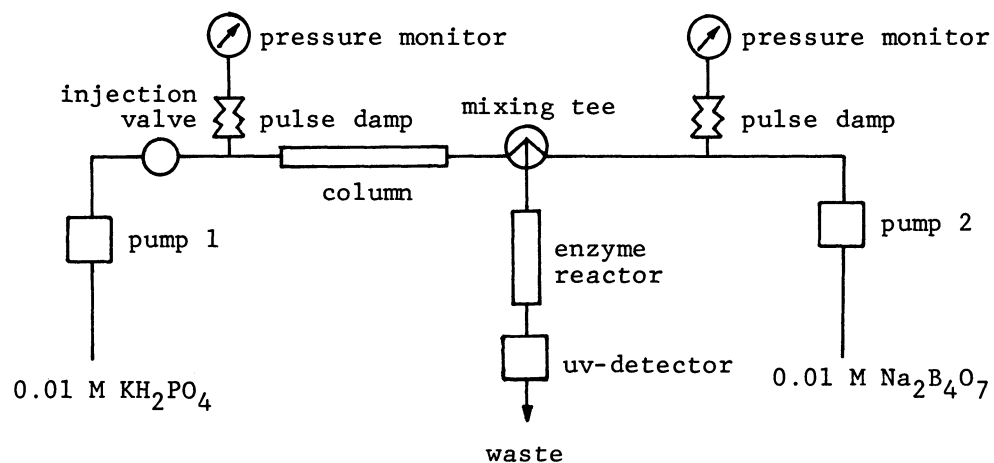 pressure monitor
pressure monitor
injection
valve
pulse damp
mixing tee
pulse damp
column
pump 1
enzyme
reactor
pump 2
uv-detector
0.01 M KH₂PO₄
0.01 M Na₂B₄O₇
waste